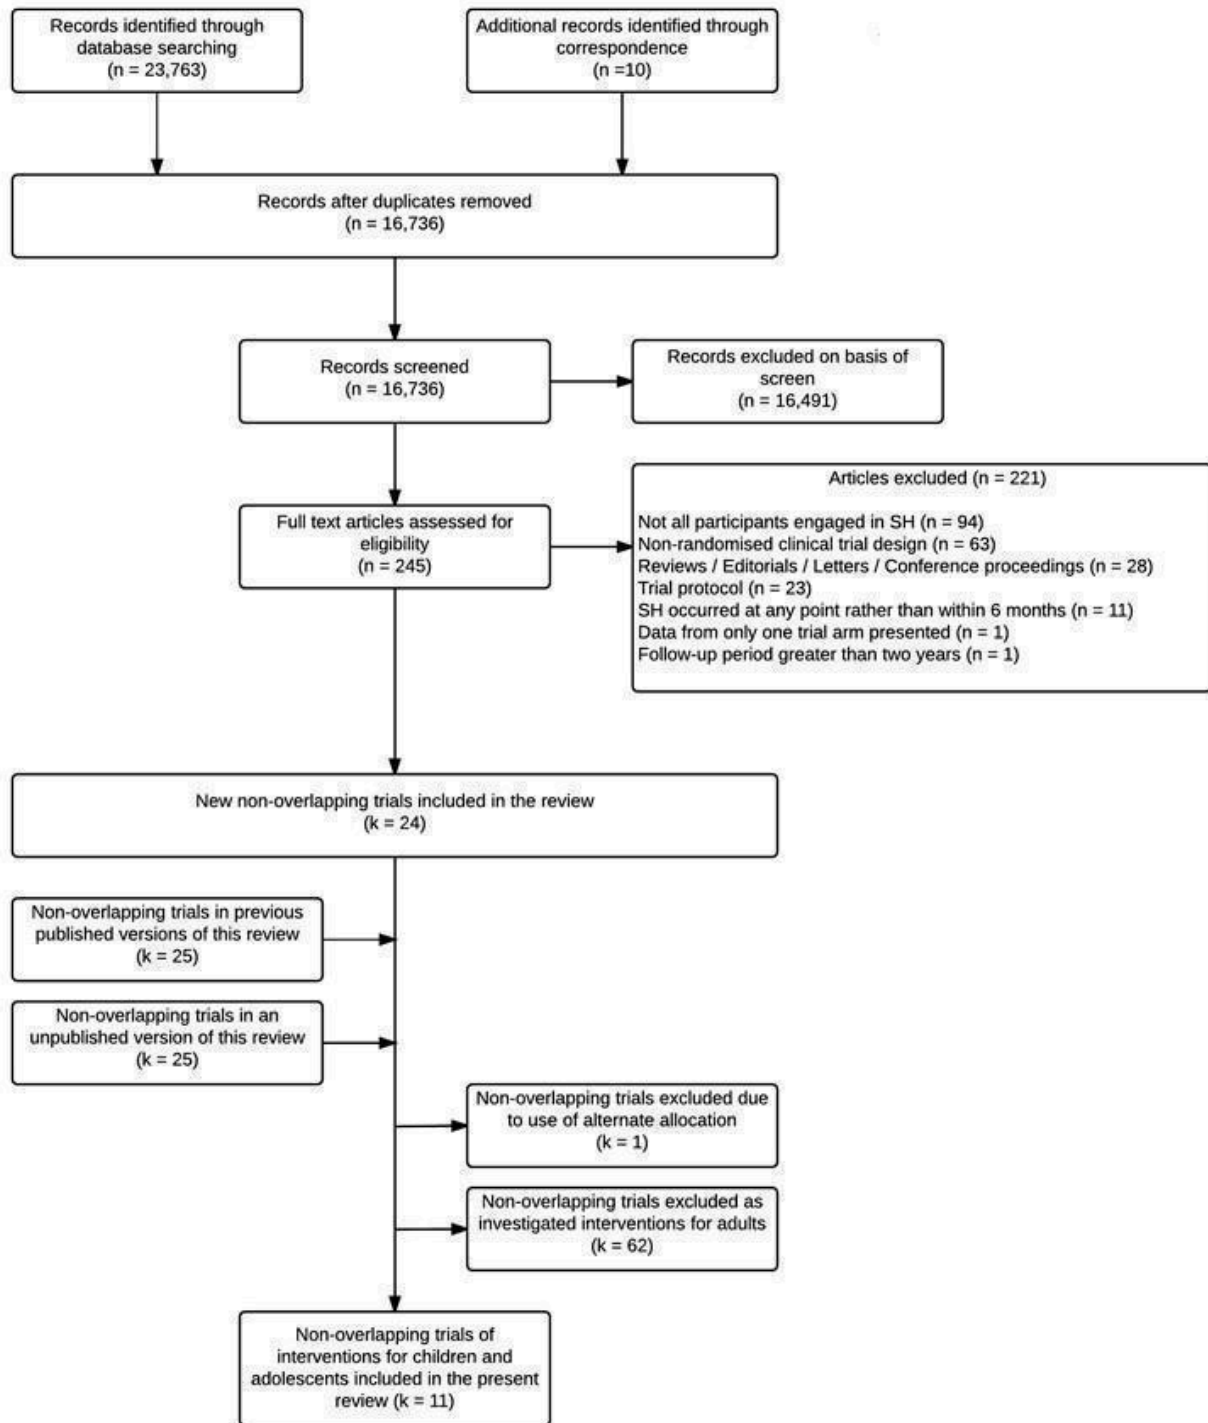 Records identified through
database searching
(n = 23,763)
Additional records identified through
correspondence
(n =10)
Records after duplicates removed
(n = 16,736)
Records screened
(n = 16,736)
Records excluded on basis of
screen
(n = 16,491)
Full text articles assessed for
eligibility
(n = 245)
Articles excluded (n = 221)
Not all participants engaged in SH (n = 94)
Non-randomised clinical trial design (n = 63)
Reviews / Editorials / Letters / Conference proceedings (n = 28)
Trial protocol (n = 23)
SH occurred at any point rather than within 6 months (n = 11)
Data from only one trial arm presented (n = 1)
Follow-up period greater than two years (n = 1)
New non-overlapping trials included in the review
(k = 24)
Non-overlapping trials in previous
published versions of this review
(k = 25)
Non-overlapping trials in an
unpublished version of this review
(k = 25)
Non-overlapping trials excluded due
to use of alternate allocation
(k = 1)
Non-overlapping trials excluded as
investigated interventions for adults
(k = 62)
Non-overlapping trials of
interventions for children and
adolescents included in the present
review (k = 11)